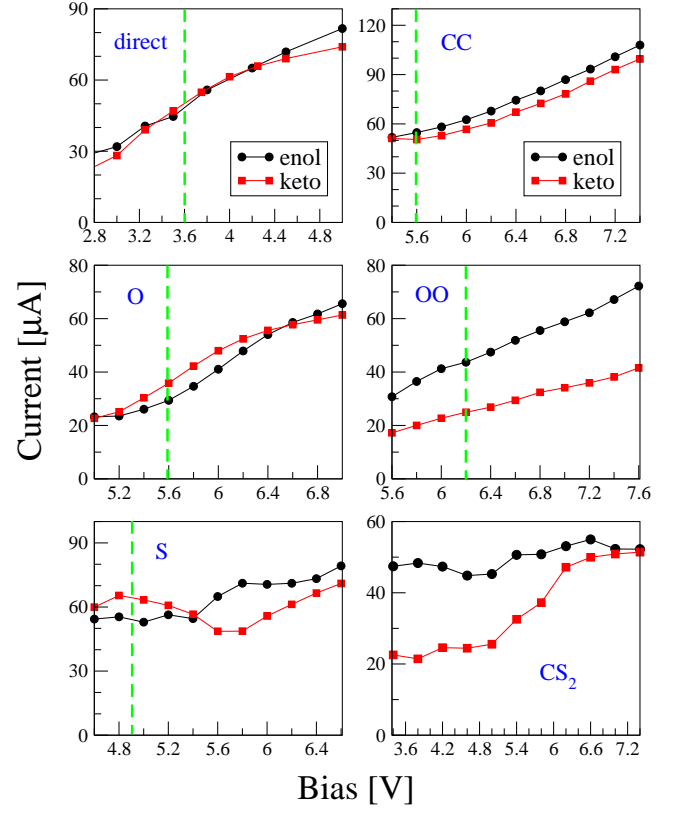 direct
90
60
30
0
2.8 3.2 3.6 4 4.4 4.8
enol
keto
CC
120
90
60
30
0
5.6 6 6.4 6.8 7.2
enol
keto
O
80
60
40
20
0
5.2 5.6 6 6.4 6.8
OO
80
60
40
20
0
5.6 6 6.4 6.8 7.2 7.6
S
90
60
30
0
4.8 5.2 5.6 6 6.4
CS2
60
40
20
0
3.6 4.2 4.8 5.4 6 6.6 7.2
Current [μA]
Bias [V]